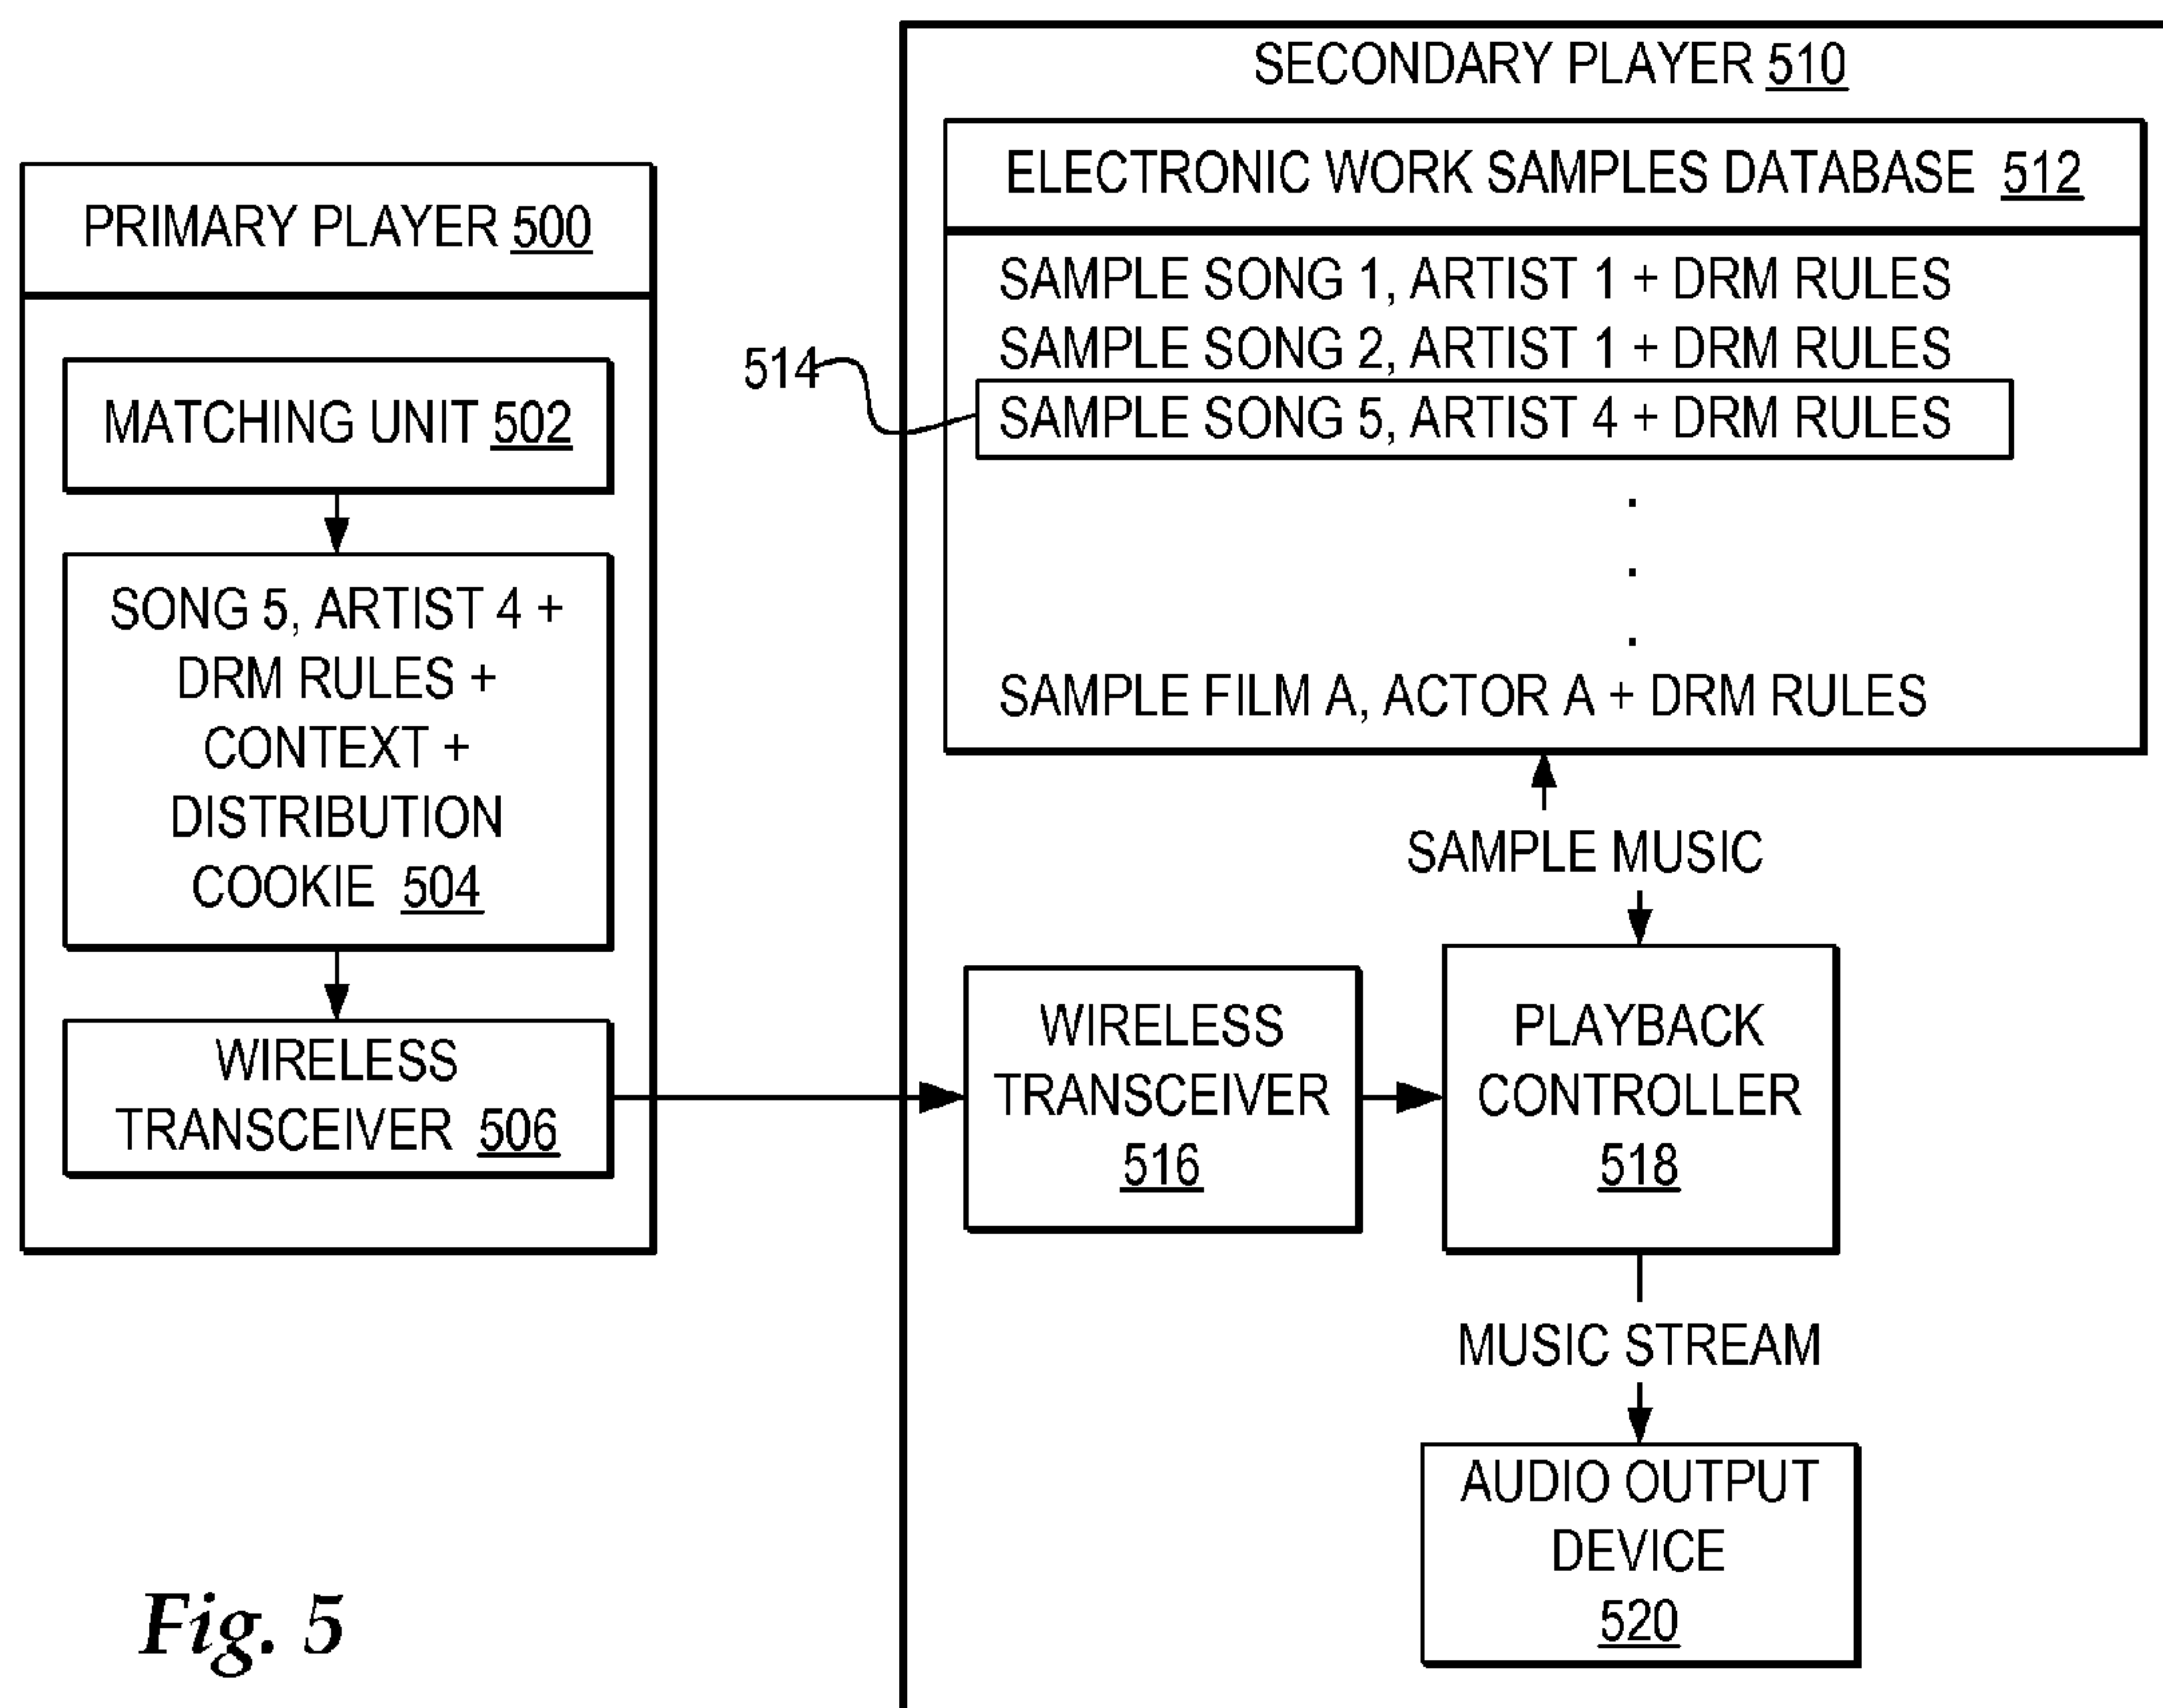 PRIMARY PLAYER 500
MATCHING UNIT 502
SONG 5, ARTIST 4 +
DRM RULES +
CONTEXT +
DISTRIBUTION
COOKIE 504
WIRELESS
TRANSCEIVER 506
SECONDARY PLAYER 510
ELECTRONIC WORK SAMPLES DATABASE 512
SAMPLE SONG 1, ARTIST 1 + DRM RULES
SAMPLE SONG 2, ARTIST 1 + DRM RULES
514
SAMPLE SONG 5, ARTIST 4 + DRM RULES
.
.
.
SAMPLE FILM A, ACTOR A + DRM RULES
SAMPLE MUSIC
WIRELESS
TRANSCEIVER
516
PLAYBACK
CONTROLLER
518
MUSIC STREAM
AUDIO OUTPUT
DEVICE
520
Fig. 5